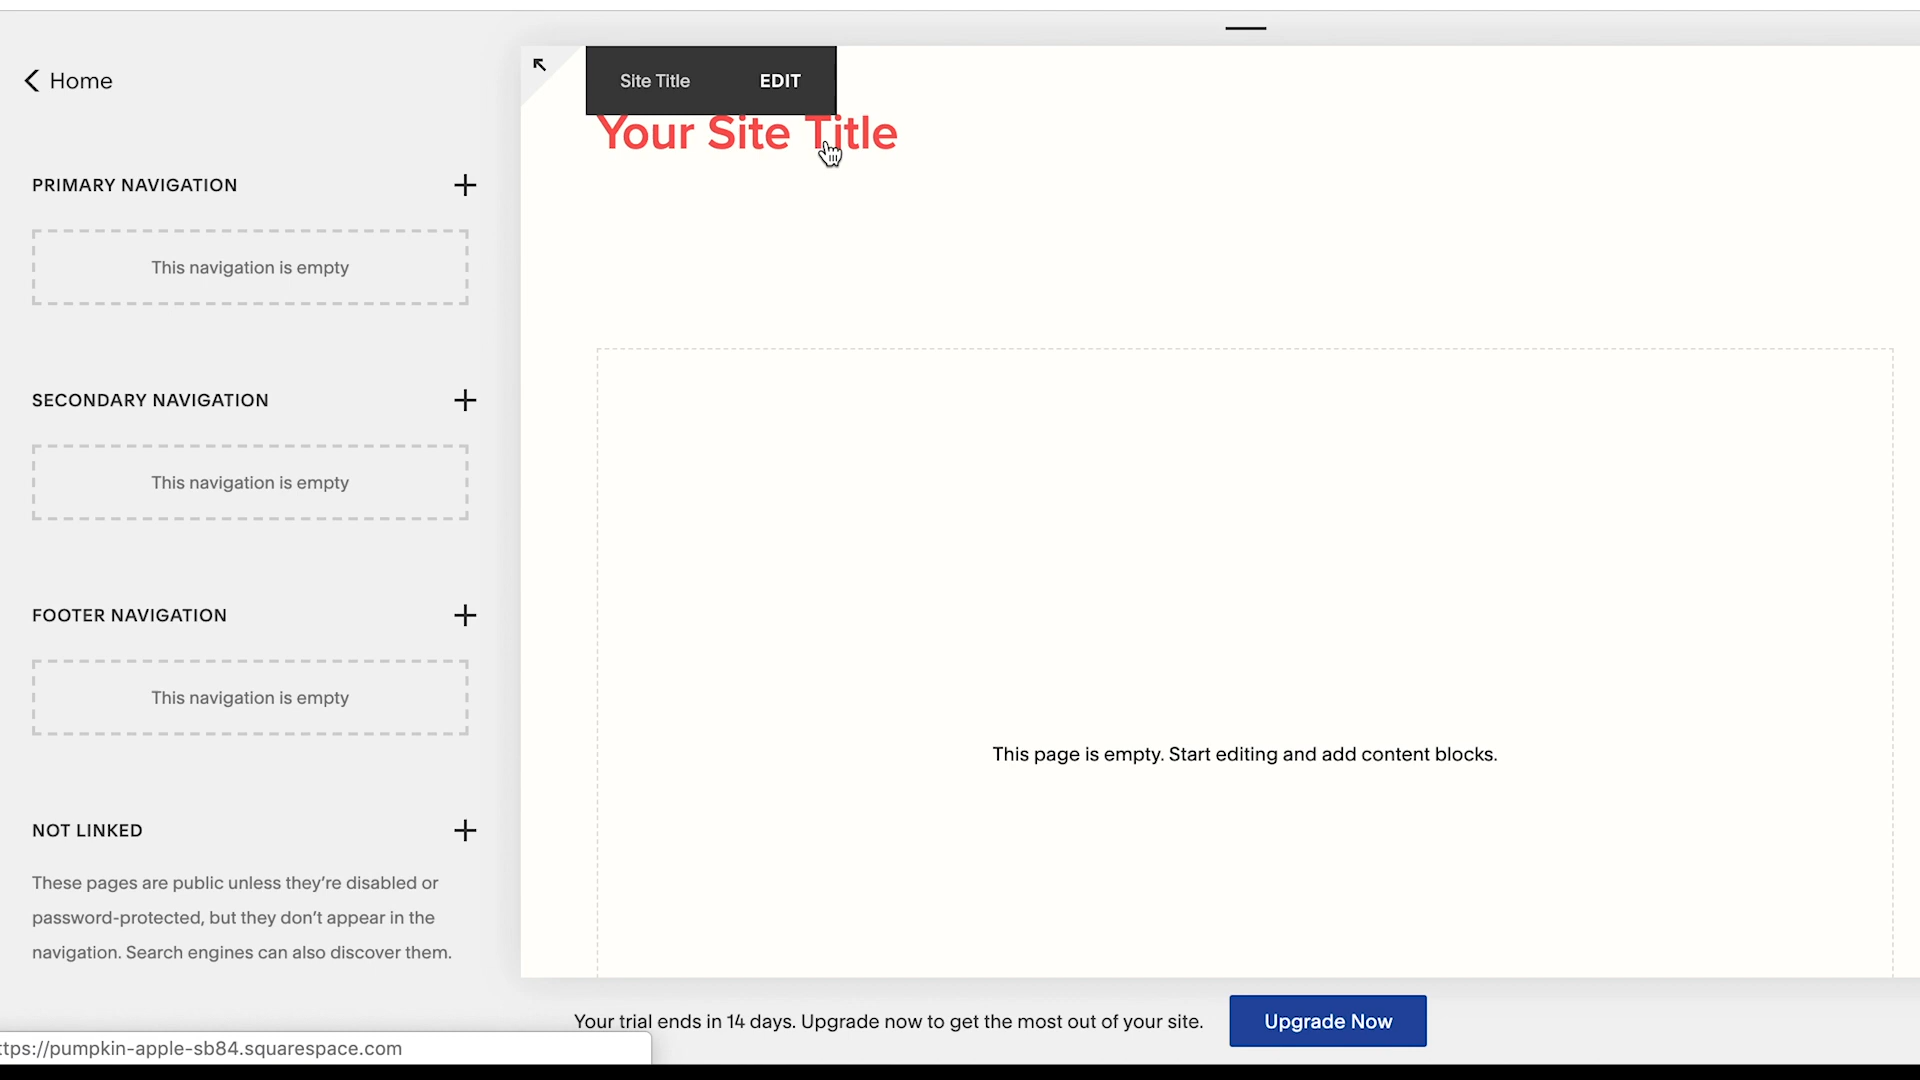 Home
PRIMARY NAVIGATION
This navigation is empty
SECONDARY NAVIGATION
This navigation is empty
FOOTER NAVIGATION
This navigation is empty
NOT LINKED
These pages are public unless they’re disabled or
password-protected, but they don’t appear in the
navigation. Search engines can also discover them.
Site Title EDIT
Your Site Title
This page is empty. Start editing and add content blocks.
Your trial ends in 14 days. Upgrade now to get the most out of your site. Upgrade Now
ttps://pumpkin-apple-sb84.squarespace.com